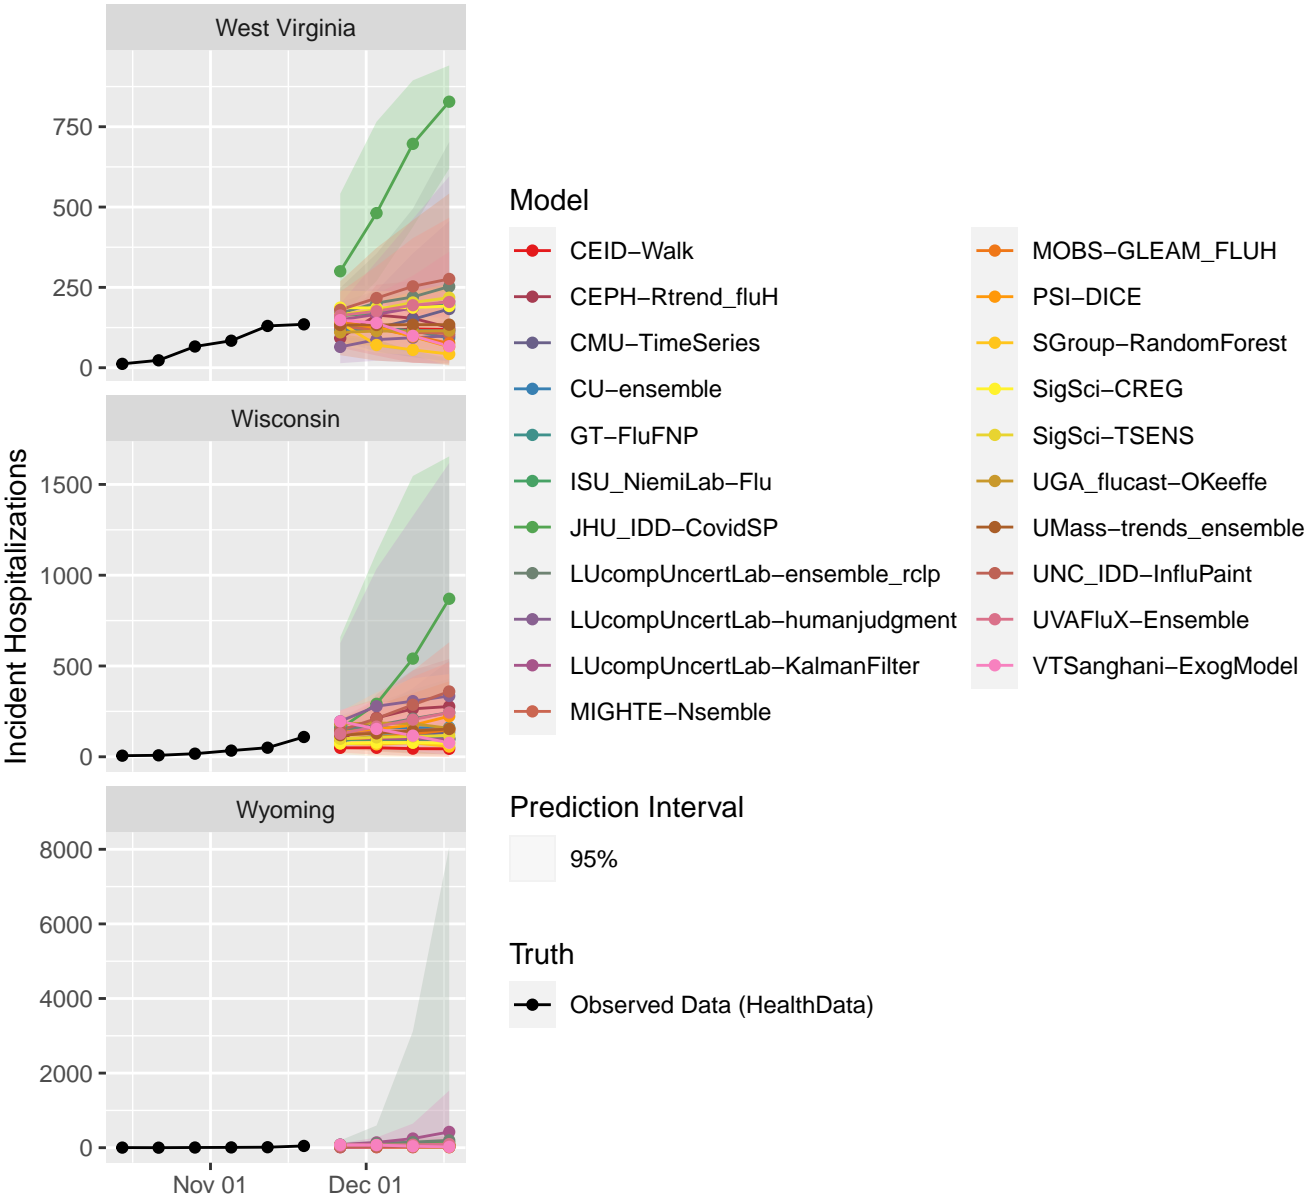 West Virginia
750
500
250
0
Wisconsin
1500
1000
500
0
Wyoming
8000
6000
4000
2000
0
Nov 01
Dec 01
Incident Hospitalizations
Model
CEID−Walk
CEPH−Rtrend_fluH
CMU−TimeSeries
CU−ensemble
GT−FluFNP
ISU_NiemiLab−Flu
JHU_IDD−CovidSP
LUcompUncertLab−ensemble_rclp
LUcompUncertLab−humanjudgment
LUcompUncertLab−KalmanFilter
MIGHTE−Nsemble
MOBS−GLEAM_FLUH
PSI−DICE
SGroup−RandomForest
SigSci−CREG
SigSci−TSENS
UGA_flucast−OKeeffe
UMass−trends_ensemble
UNC_IDD−InfluPaint
UVAFluX−Ensemble
VTSanghani−ExogModel
Prediction Interval
95%
Truth
Observed Data (HealthData)